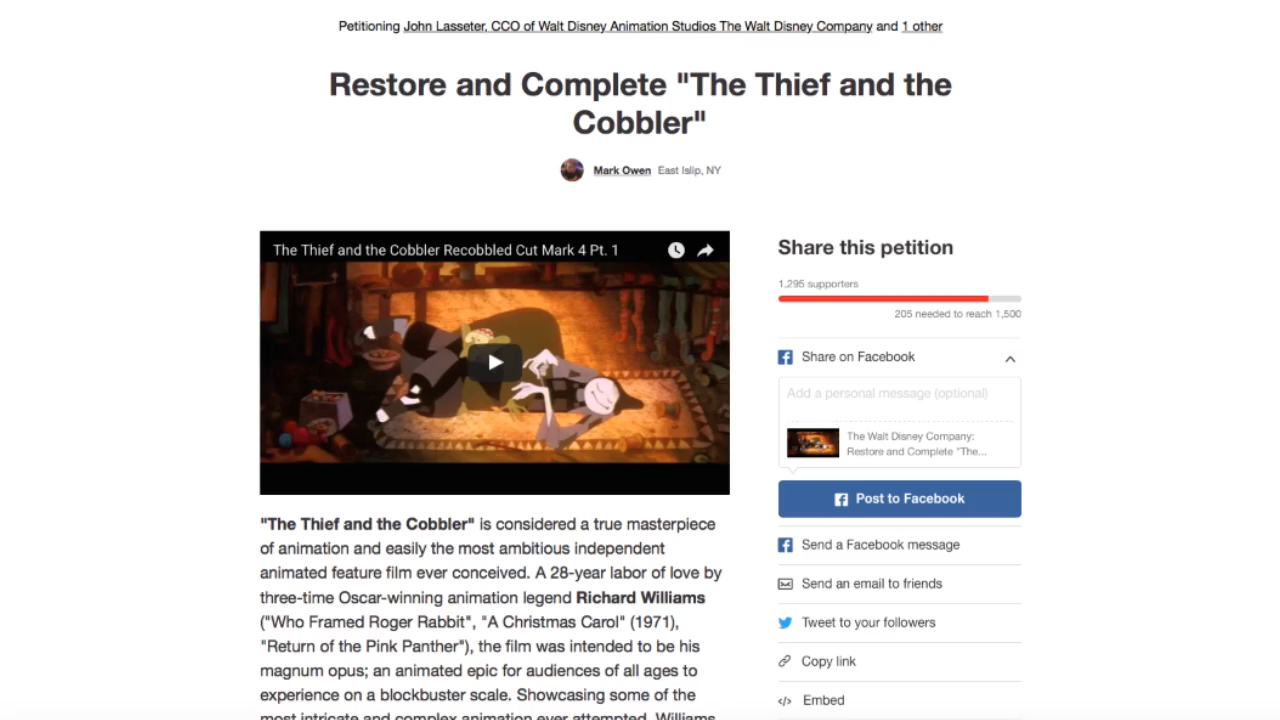 Petitioning John Lasseter, CCO of Walt Disney Animation Studios The Walt Disney Company and 1 other
Restore and Complete "The Thief and the
Cobbler"
Mark Owen East Islip, NY
The Thief and the Cobbler Recobbled Cut Mark 4 Pt. 1
"The Thief and the Cobbler" is considered a true masterpiece
of animation and easily the most ambitious independent
animated feature film ever conceived. A 28-year labor of love by
three-time Oscar-winning animation legend Richard Williams
("Who Framed Roger Rabbit", "A Christmas Carol" (1971),
"Return of the Pink Panther"), the film was intended to be his
magnum opus; an animated epic for audiences of all ages to
experience on a blockbuster scale. Showcasing some of the
most intricate and complex animation ever attempted, Williams
Share this petition
1,295 supporters
205 needed to reach 1,500
Share on Facebook
Add a personal message (optional)
The Walt Disney Company:
Restore and Complete "The...
Post to Facebook
Send a Facebook message
Send an email to friends
Tweet to your followers
Copy link
Embed